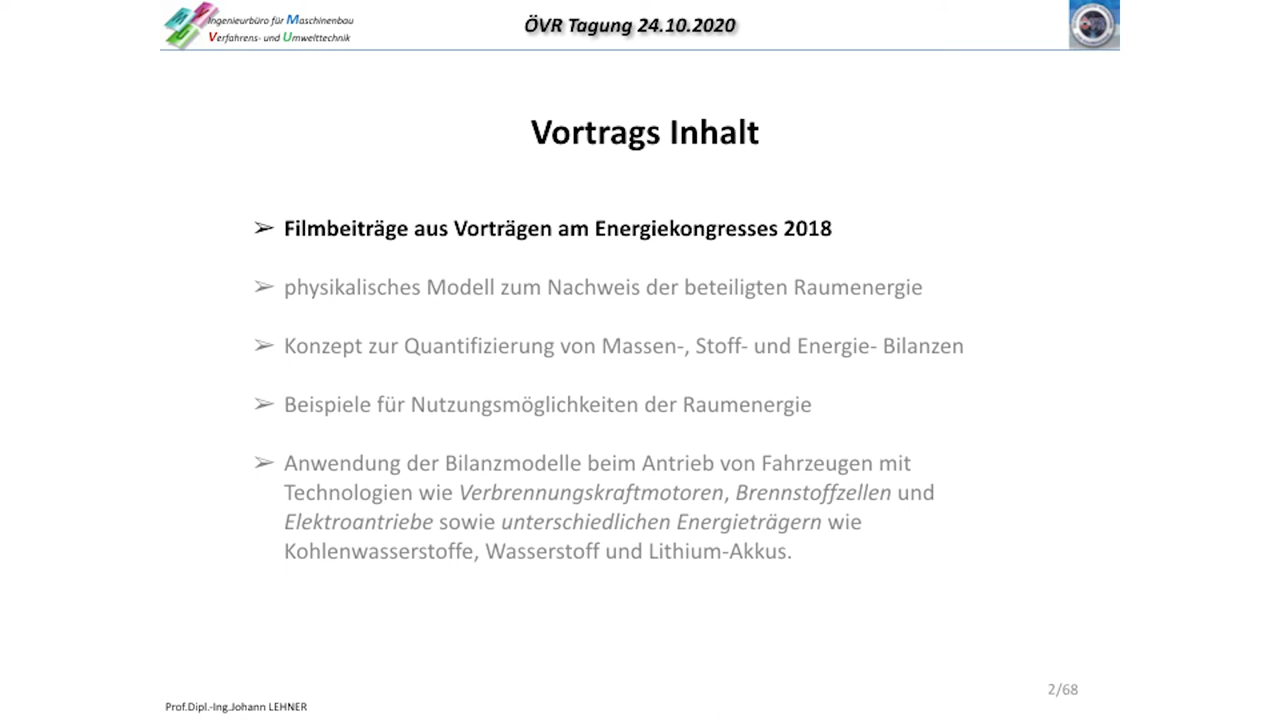 Ingenieurbüro für Maschinenbau
Verfahrens- und Umwelttechnik
ÖVR Tagung 24.10.2020
Vortrags Inhalt
➢ Filmbeiträge aus Vorträgen am Energiekongresses 2018
➢ physikalisches Modell zum Nachweis der beteiligten Raumenergie
➢ Konzept zur Quantifizierung von Massen-, Stoff- und Energie- Bilanzen
➢ Beispiele für Nutzungsmöglichkeiten der Raumenergie
➢ Anwendung der Bilanzmodelle beim Antrieb von Fahrzeugen mit
Technologien wie Verbrennungskraftmotoren, Brennstoffzellen und
Elektroantriebe sowie unterschiedlichen Energieträgern wie
Kohlenwasserstoffe, Wasserstoff und Lithium-Akkus.
2/68
Prof.Dipl.-Ing.Johann LEHNER